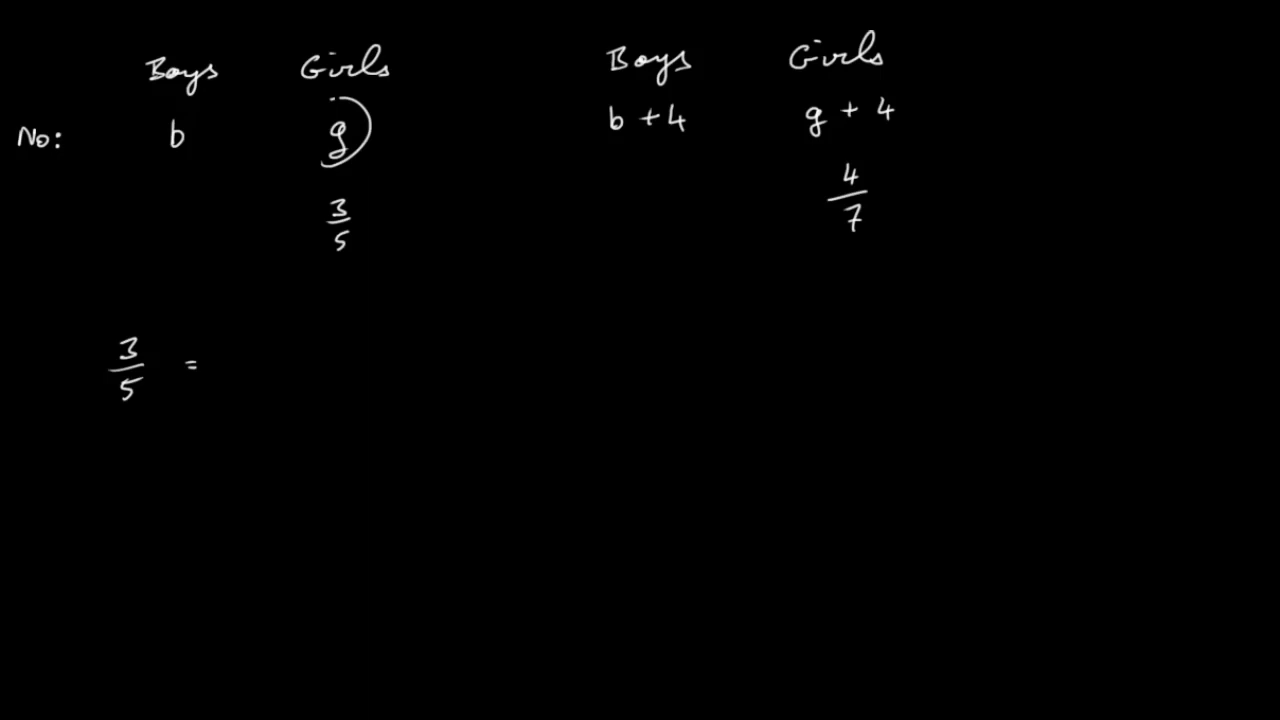 Boys Girls Boys Girls
No: b g b + 4 g + 4
3/5 4/7
3/5 =